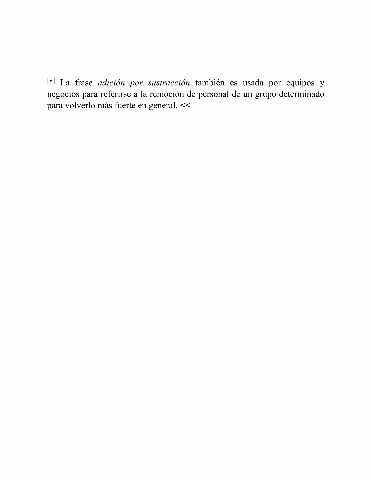 [*] La frase adición por sustracción también es usada por equipos y
negocios para referirse a la remoción de personal de un grupo determinado
para volverlo más fuerte en general. <<